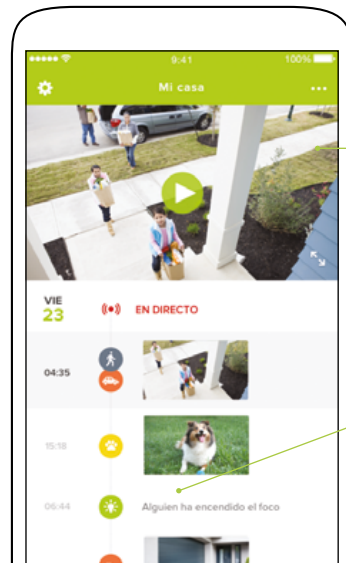 9:41
100%
Mi casa
VIE
23
EN DIRECTO
04:35
15:18
06:44
Alguien ha encendido el foco